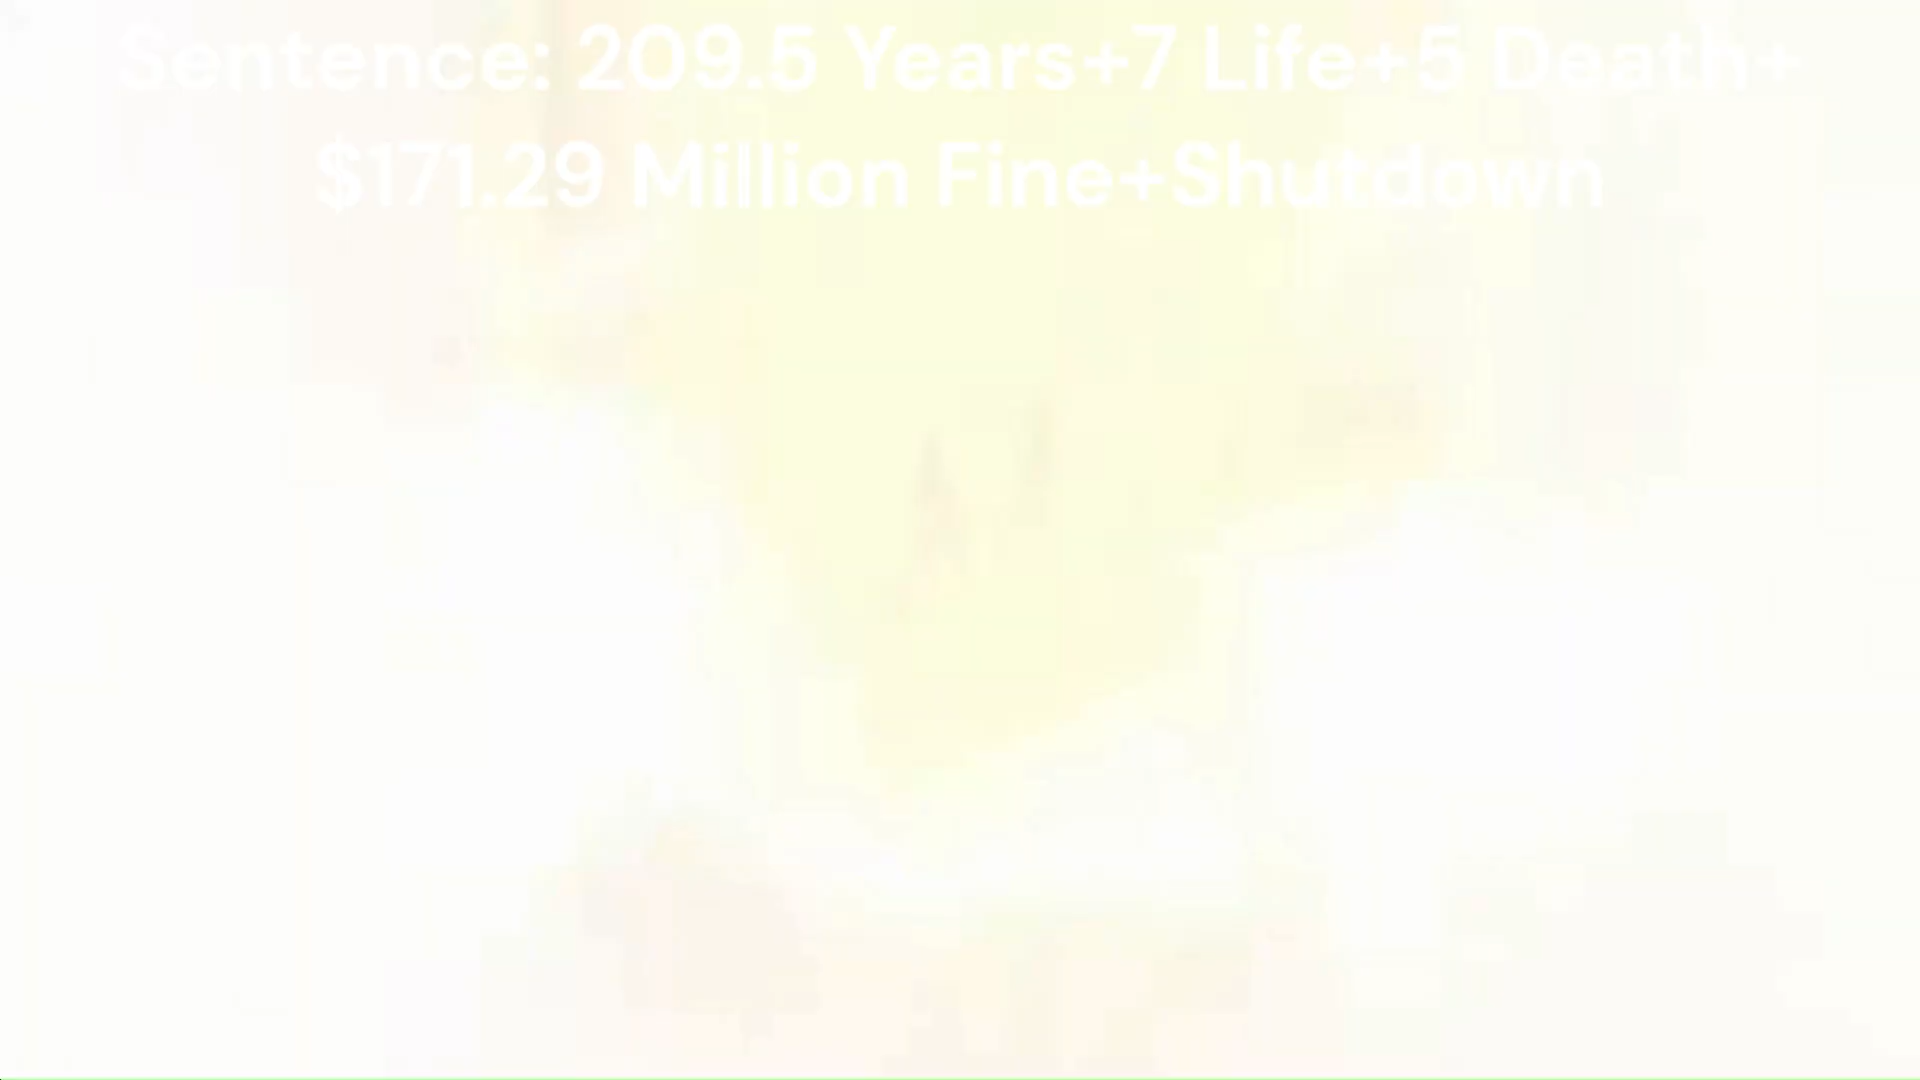 Sentence: 209.5 Years+7 Life+5 Death+
$171.29 Million Fine+Shutdown